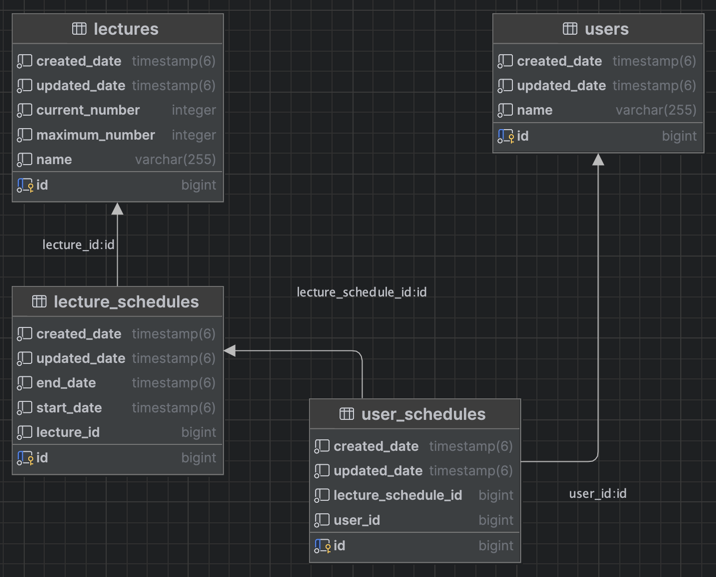 lectures
created_date timestamp(6)
updated_date timestamp(6)
current_number integer
maximum_number integer
name varchar(255)
id bigint
users
created_date timestamp(6)
updated_date timestamp(6)
name varchar(255)
id bigint
lecture_id:id
lecture_schedule_id:id
lecture_schedules
created_date timestamp(6)
updated_date timestamp(6)
end_date timestamp(6)
start_date timestamp(6)
lecture_id bigint
id bigint
user_schedules
created_date timestamp(6)
updated_date timestamp(6)
lecture_schedule_id bigint
user_id bigint
id bigint
user_id:id